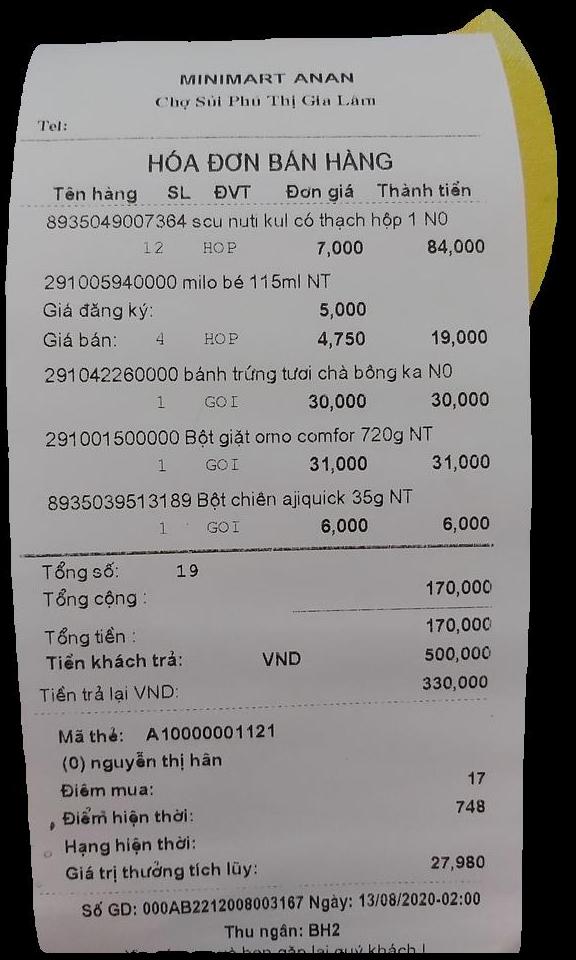 MINIMART ANAN
Chợ Sủi Phú Thị Gia Lâm
Tel:
HÓA ĐƠN BÁN HÀNG
Tên hàng SL ĐVT Đơn giá Thành tiền
8935049007364 scu nuti kul có thạch hộp 1 N0
12 HOP 7,000 84,000
291005940000 milo bé 115ml NT
Giá đăng ký: 5,000
Giá bán: 4 HOP 4,750 19,000
291042260000 bánh trứng tươi chà bông ka N0
1 GOI 30,000 30,000
291001500000 Bột giặt omo comfor 720g NT
1 GOI 31,000 31,000
8935039513189 Bột chiên ajiquick 35g NT
1 GOI 6,000 6,000
Tổng số: 19
Tổng cộng : 170,000
Tổng tiền : 170,000
Tiền khách trả: VND 500,000
Tiền trả lại VND: 330,000
Mã thẻ: A10000001121
(0) nguyễn thị hân
Điểm mua: 17
Điểm hiện thời: 748
Hạng hiện thời:
Giá trị thưởng tích lũy: 27,980
Số GD: 000AB2212008003167 Ngày: 13/08/2020-02:00
Thu ngân: BH2
hẹn gặp lại quý khách !